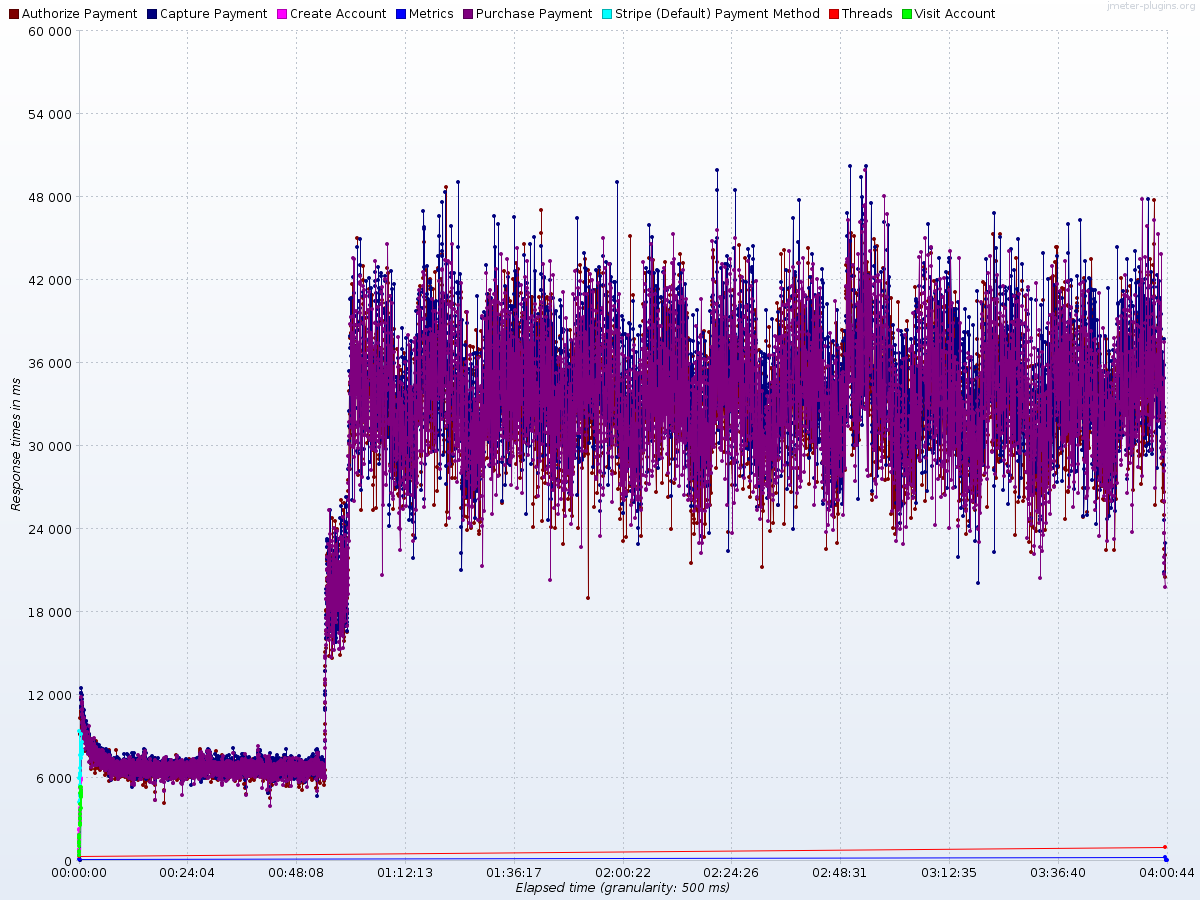 jmeter-plugins.org
Authorize Payment Capture Payment Create Account Metrics Purchase Payment Stripe (Default) Payment Method Threads Visit Account
60 000
54 000
48 000
42 000
36 000
30 000
24 000
18 000
12 000
6 000
0
Response times in ms
00:00:00 00:24:04 00:48:08 01:12:13 01:36:17 02:00:22 02:24:26 02:48:31 03:12:35 03:36:40 04:00:44
Elapsed time (granularity: 500 ms)